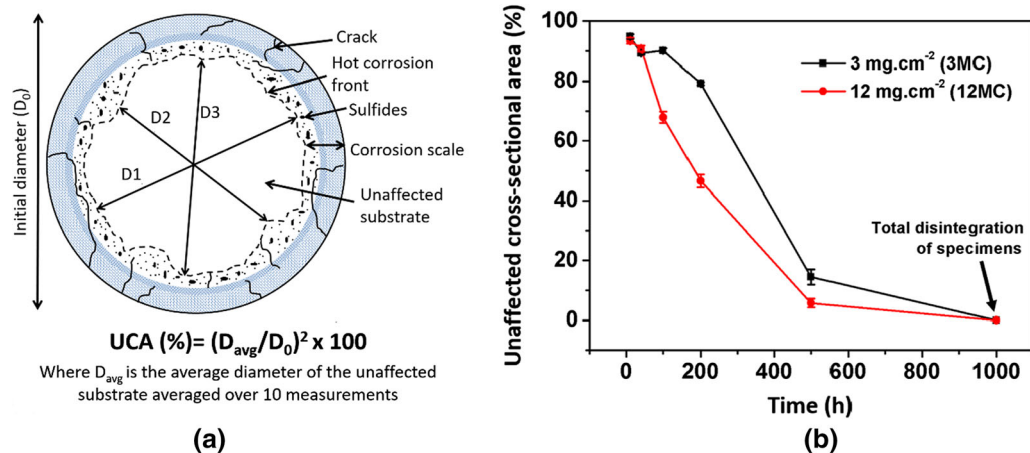 (a)
Initial diameter (D₀)
Crack
Hot corrosion
front
Sulfides
Corrosion scale
Unaffected
substrate
D1
D2
D3
UCA (%)= (Dₐᵥg/D₀)² x 100
Where Dₐᵥg is the average diameter of the unaffected
substrate averaged over 10 measurements
(a)
(b)
Unaffected cross-sectional area (%)
100
80
60
40
20
0
3 mg.cm⁻² (3MC)
12 mg.cm⁻² (12MC)
Total disintegration
of specimens
0 200 400 600 800 1000
Time (h)
(b)